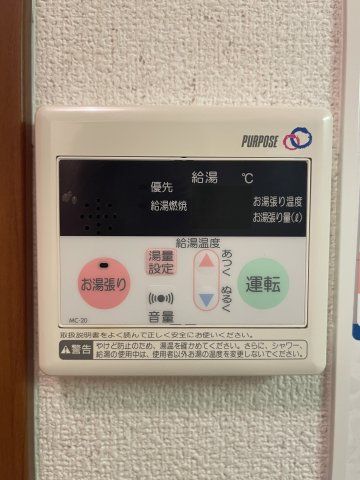 PURPOSE
給湯 ℃
優先
給湯燃焼
お湯張り温度
お湯張り量(ℓ)
給湯温度
お湯張り
湯量
設定
あつく
ぬるく
運転
音量
MC-20
取扱説明書をよく読んで正しく安全にお使いください。
警告
やけど防止のため、湯温を確かめてください。さらに、シャワー、
給湯の使用中は、使用者以外お湯の温度を変更しないでください。